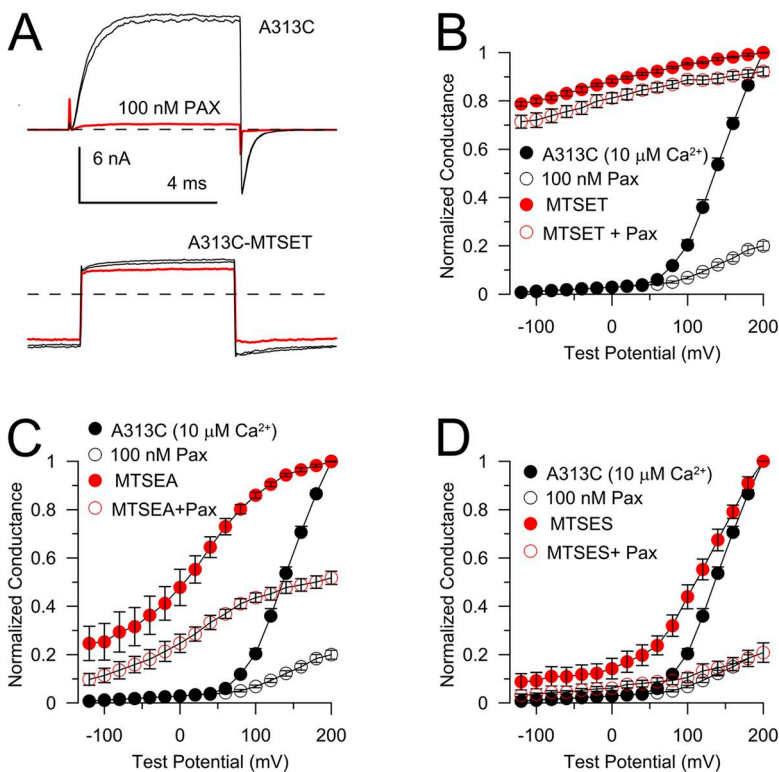 A
A313C
100 nM PAX
6 nA
4 ms
A313C-MTSET
B
Normalized Conductance
1
0.8
0.6
0.4
0.2
0
A313C (10 μM Ca²⁺)
100 nM Pax
MTSET
MTSET + Pax
-100 0 100 200
Test Potential (mV)
C
A313C (10 μM Ca²⁺)
100 nM Pax
MTSEA
MTSEA+Pax
Normalized Conductance
1
0.8
0.6
0.4
0.2
0
-100 0 100 200
Test Potential (mV)
D
A313C (10 μM Ca²⁺)
100 nM Pax
MTSES
MTSES+ Pax
Normalized Conductance
1
0.8
0.6
0.4
0.2
0
-100 0 100 200
Test Potential (mV)